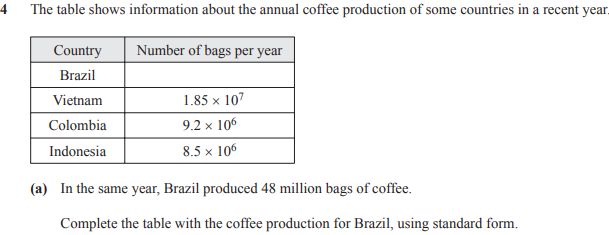 4 The table shows information about the annual coffee production of some countries in a recent year.
Country Number of bags per year
Brazil
Vietnam 1.85 × 10⁷
Colombia 9.2 × 10⁶
Indonesia 8.5 × 10⁶
(a) In the same year, Brazil produced 48 million bags of coffee.
Complete the table with the coffee production for Brazil, using standard form.